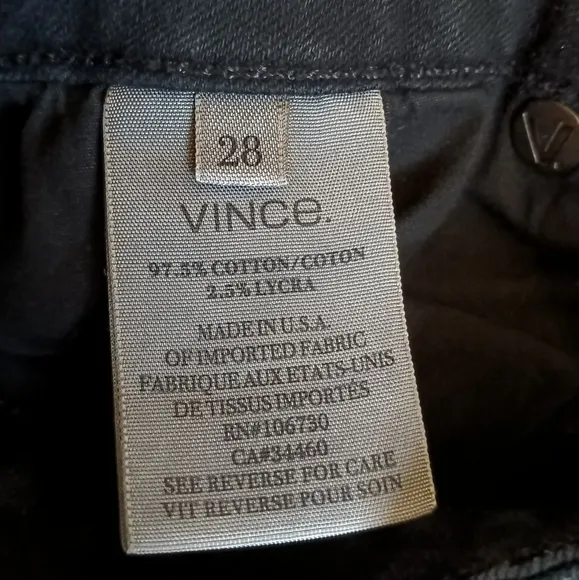 28
VINCe.
97.5% COTTON/COTON
2.5% LYCRA
MADE IN U.S.A.
OF IMPORTED FABRIC
FABRIQUE AUX ETATS-UNIS
DE TISSUS IMPORTÉS
RN#106730
CA#34460
SEE REVERSE FOR CARE
VIT REVERSE POUR SOIN
V